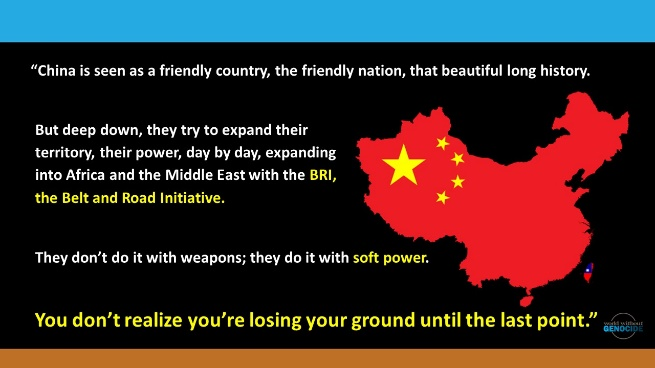 “China is seen as a friendly country, the friendly nation, that beautiful long history.
But deep down, they try to expand their
territory, their power, day by day, expanding
into Africa and the Middle East with the BRI,
the Belt and Road Initiative.
They don’t do it with weapons; they do it with soft power.
You don’t realize you’re losing your ground until the last point.”
world without
GENOCIDE